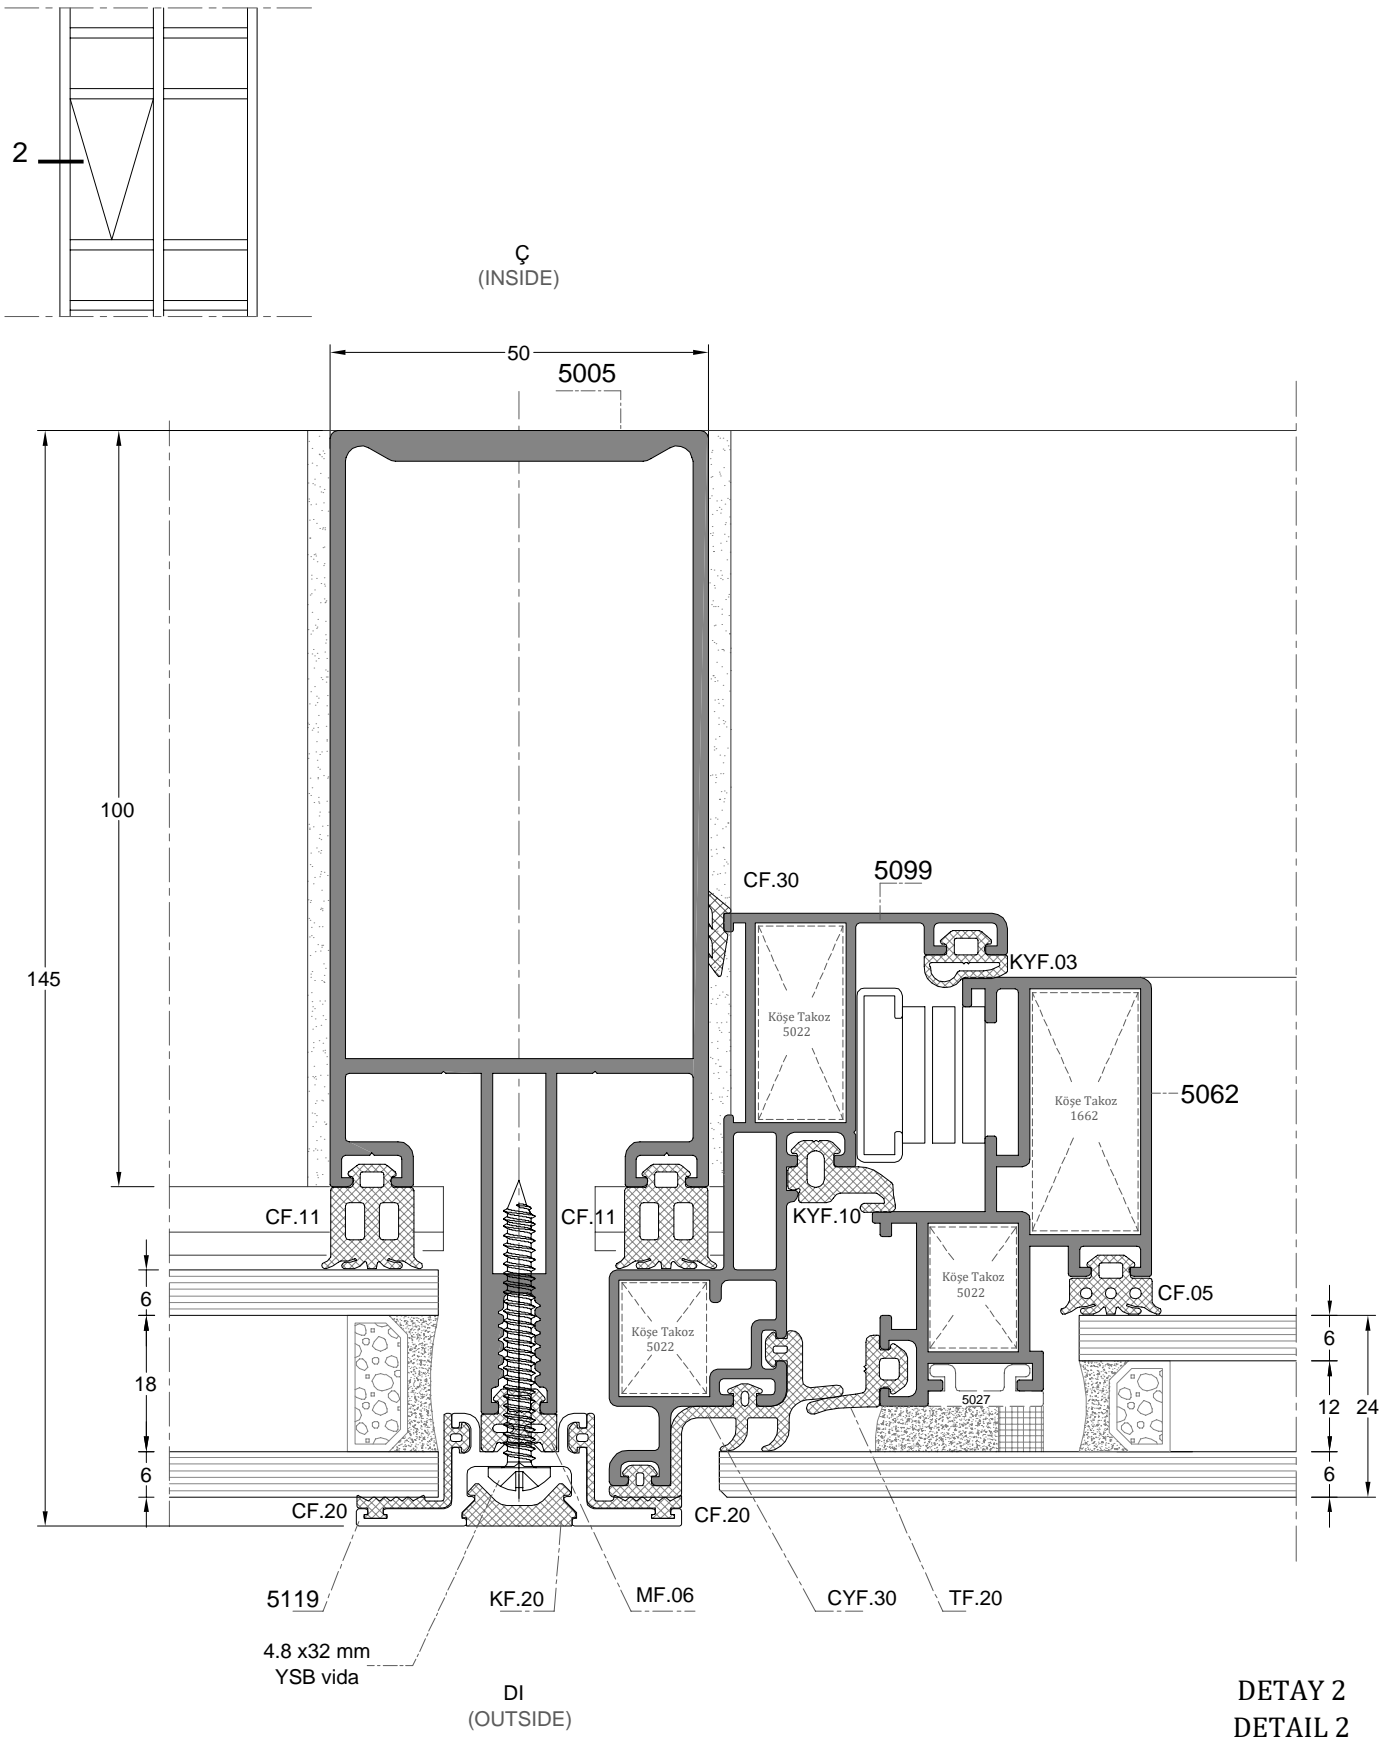 2
Ç
(INSIDE)
50
5005
100
145
CF.30
5099
KYF.03
Köşe Takoz
5022
Köşe Takoz
1662
5062
CF.11
CF.11
KYF.10
Köşe Takoz
5022
CF.05
6
Köşe Takoz
5022
6
18
5027
12
24
6
6
CF.20
CF.20
5119
KF.20
MF.06
CYF.30
TF.20
4.8 x32 mm
YSB vida
DI
(OUTSIDE)
DETAY 2
DETAIL 2